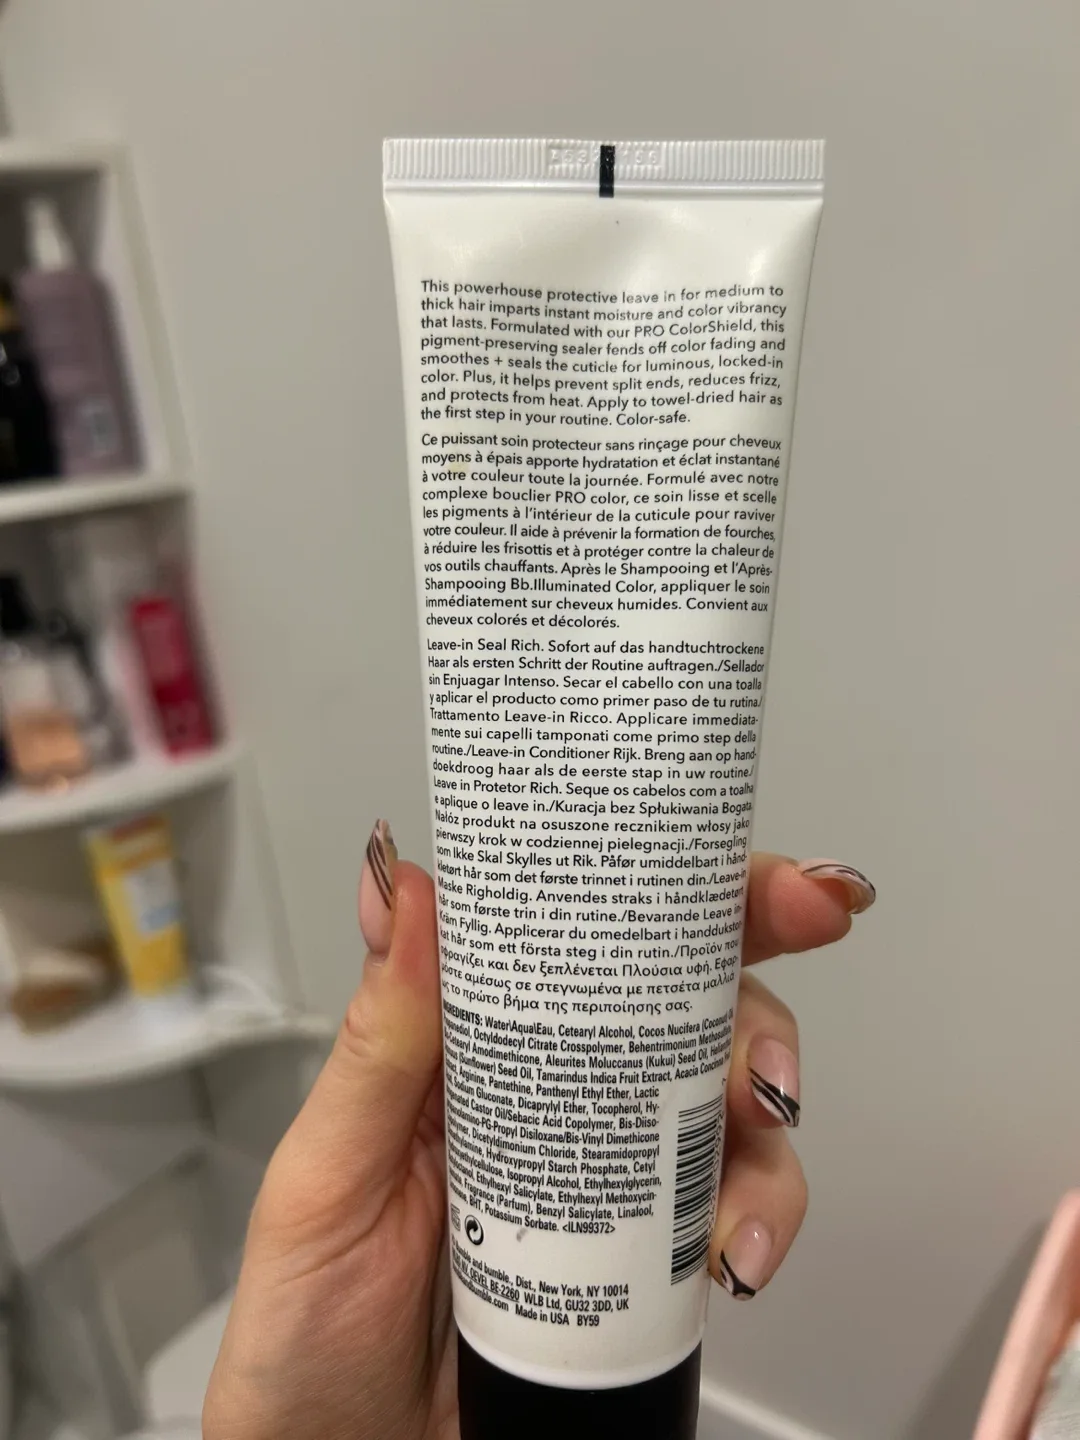 This powerhouse protective leave in for medium to
thick hair imparts instant moisture and color vibrancy
that lasts. Formulated with our PRO ColorShield, this
pigment-preserving sealer fends off color fading and
smoothes + seals the cuticle for luminous, locked-in
color. Plus, it helps prevent split ends, reduces frizz,
and protects from heat. Apply to towel-dried hair as
the first step in your routine. Color-safe.
Ce puissant soin protecteur sans rinçage pour cheveux
moyens à épais apporte hydratation et éclat instantané
à votre couleur toute la journée. Formulé avec notre
complexe bouclier PRO color, ce soin lisse et scelle
les pigments à l'intérieur de la cuticule pour raviver
votre couleur. Il aide à prévenir la formation de fourches,
à réduire les frisottis et à protéger contre la chaleur de
vos outils chauffants. Après le Shampooing et l'Après-
Shampooing Bb.Illuminated Color, appliquer le soin
immédiatement sur cheveux humides. Convient aux
cheveux colorés et décolorés.
Leave-in Seal Rich. Sofort auf das handtuchtrockene
Haar als ersten Schritt der Routine auftragen./Sellador
sin Enjuagar Intenso. Secar el cabello con una toalla
y aplicar el producto como primer paso de tu rutina/
Trattamento Leave-in Ricco. Applicare immediata-
mente sui capelli tamponati come primo step della
routine./Leave-in Conditioner Rijk. Breng aan op hand-
doekdroog haar als de eerste stap in uw routine./
Leave in Protetor Rich. Seque os cabelos com a toalha
e aplique o leave in./Kuracja bez Spłukiwania Bogata
Nałóż produkt na osuszone recznikiem włosy jako
pierwszy krok w codziennej pielegnacji./Forsegling
som Ikke Skal Skylles ut Rik. Påfør umiddelbart i hånd-
kletørt hår som det første trinnet i rutinen din./Leave-in
Maske Righoldig. Anvendes straks i håndklædetørt
hår som første trin i din rutine./Bevarande Leave in-
Kräm Fyllig. Applicerar du omedelbart i handdukstor-
kat hår som ett första steg i din rutin./Προϊόν που
σφραγίζει και δεν ξεπλένεται Πλούσια υφή. Εφαρ-
μόστε αμέσως σε στεγνωμένα με πετσέτα μαλλιά
ως το πρώτο βήμα της περιποίησης σας.
INGREDIENTS: Water\Aqua\Eau, Cetearyl Alcohol, Cocos Nucifera (Coconut) Oil,
Octyldodecyl Citrate Crosspolymer, Behentrimonium
Amodimethicone, Aleurites Moluccanus (Kukui) Seed Oil,
(Sunflower) Seed Oil, Tamarindus Indica Fruit Extract, Acacia Concinna
Arginine, Pantethine, Panthenyl Ethyl Ether, Lactic
Sodium Gluconate, Dicaprylyl Ether, Tocopherol, Hy-
Castor Oil/Sebacic Acid Copolymer, Bis-Diiso-
propanolamino-PG-Propyl Disiloxane/Bis-Vinyl Dimethicone
Dicetyldimonium Chloride, Stearamidopropyl
Hydroxypropyl Starch Phosphate, Cetyl
Isopropyl Alcohol, Ethylhexylglycerin,
Ethylhexyl Salicylate, Ethylhexyl Methoxycin-
Fragrance (Parfum), Benzyl Salicylate, Linalool,
BHT, Potassium Sorbate. <ILN99372>
Bumble and bumble., Dist., New York, NY 10014
NV, OEVEL BE-2260 WLB Ltd, GU32 3DD, UK
Made in USA BY59